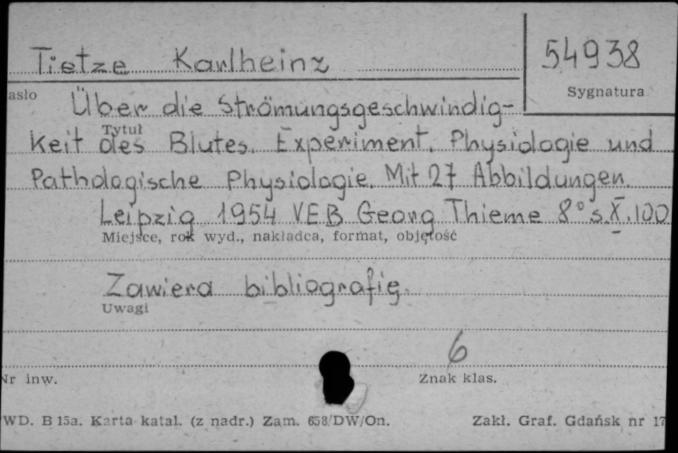 Tietze Karlheinz
54938
asło
Sygnatura
Über die Strömungsgeschwindig-
Tytuł
keit des Blutes. Experiment. Physiologie und
Pathologische Physiologie. Mit 27 Abbildungen.
Leipzig 1954 VEB Georg Thieme 8° s. X, 100
Miejsce, rok wyd., nakładca, format, objętość
Zawiera bibliografię.
Uwagi
6
Nr inw.
Znak klas.
WD. B 15a. Karta katal. (z nadr.) Zam. 658/DW/On.
Zakł. Graf. Gdańsk nr 17